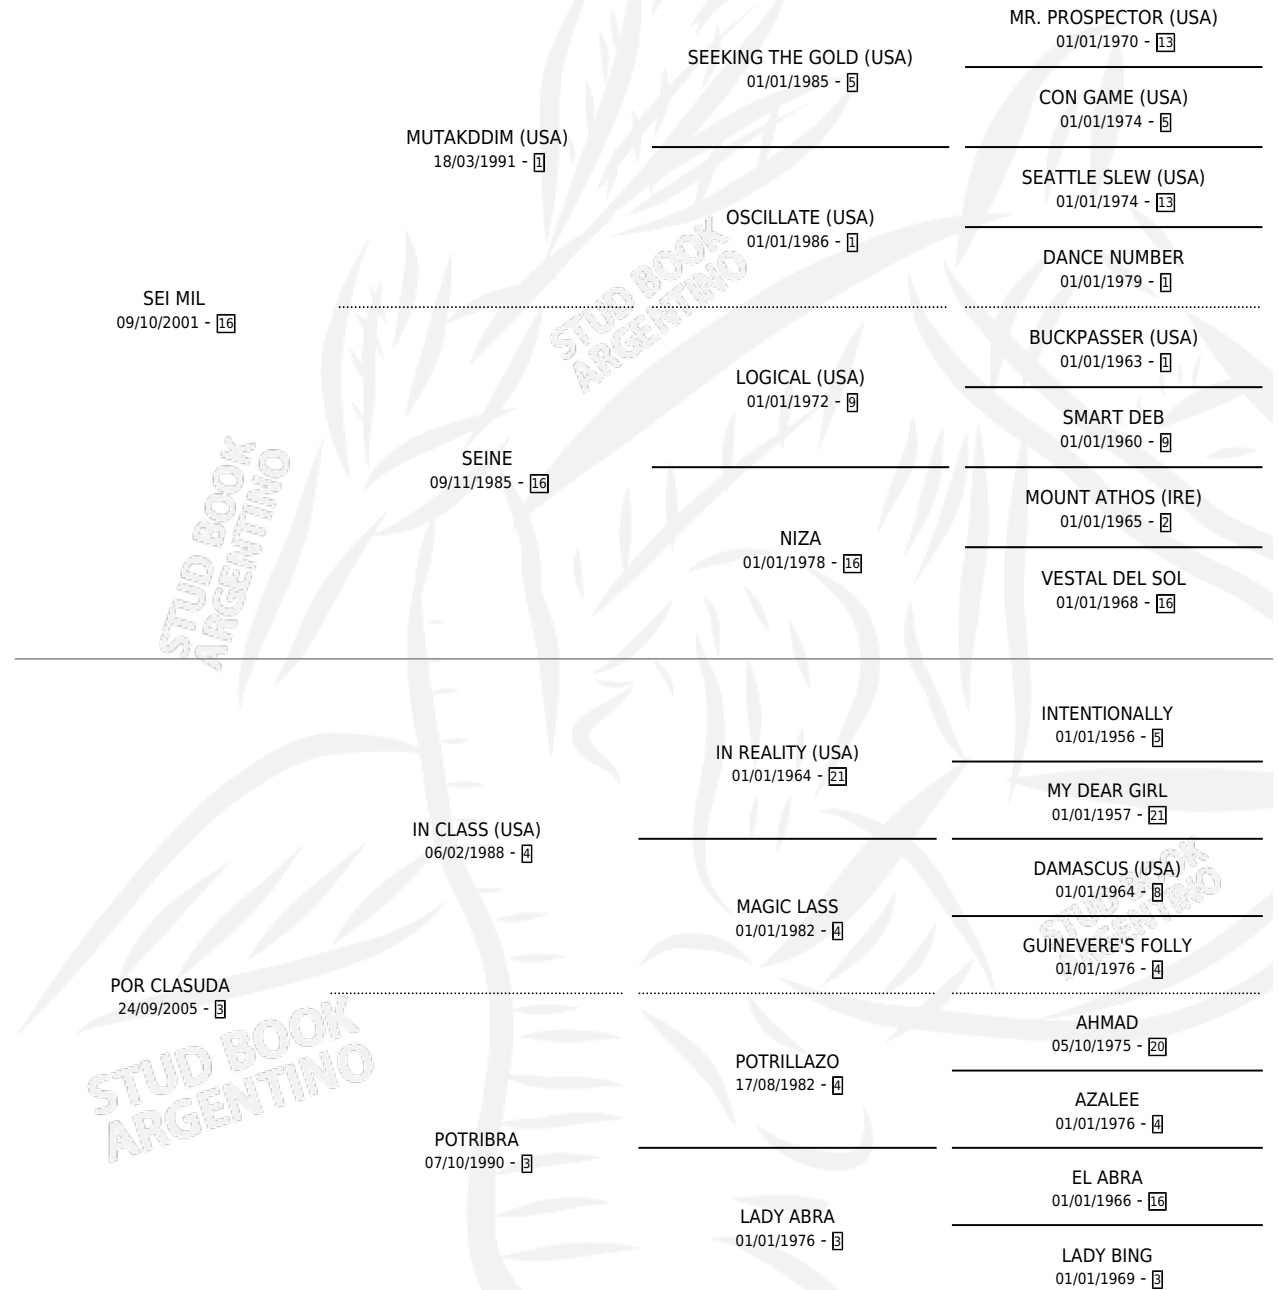 MR. PROSPECTOR (USA)
01/01/1970 - 13
SEEKING THE GOLD (USA)
01/01/1985 - 5
CON GAME (USA)
01/01/1974 - 5
MUTAKDDIM (USA)
18/03/1991 - 1
SEATTLE SLEW (USA)
01/01/1974 - 13
OSCILLATE (USA)
01/01/1986 - 1
DANCE NUMBER
01/01/1979 - 1
SEI MIL
09/10/2001 - 16
BUCKPASSER (USA)
01/01/1963 - 1
LOGICAL (USA)
01/01/1972 - 9
SMART DEB
01/01/1960 - 9
SEINE
09/11/1985 - 16
MOUNT ATHOS (IRE)
01/01/1965 - 2
NIZA
01/01/1978 - 16
VESTAL DEL SOL
01/01/1968 - 16
INTENTIONALLY
01/01/1956 - 5
IN REALITY (USA)
01/01/1964 - 21
MY DEAR GIRL
01/01/1957 - 21
IN CLASS (USA)
06/02/1988 - 4
DAMASCUS (USA)
01/01/1964 - 8
MAGIC LASS
01/01/1982 - 4
GUINEVERE'S FOLLY
01/01/1976 - 4
POR CLASUDA
24/09/2005 - 3
AHMAD
05/10/1975 - 20
POTRILLAZO
17/08/1982 - 4
AZALEE
01/01/1976 - 4
POTRIBRA
07/10/1990 - 3
EL ABRA
01/01/1966 - 16
LADY ABRA
01/01/1976 - 3
LADY BING
01/01/1969 - 3
STUD BOOK
ARGENTINO
STUD BOOK
ARGENTINO
STUD BOOK
ARGENTINO
STUD BOOK
ARGENTINO